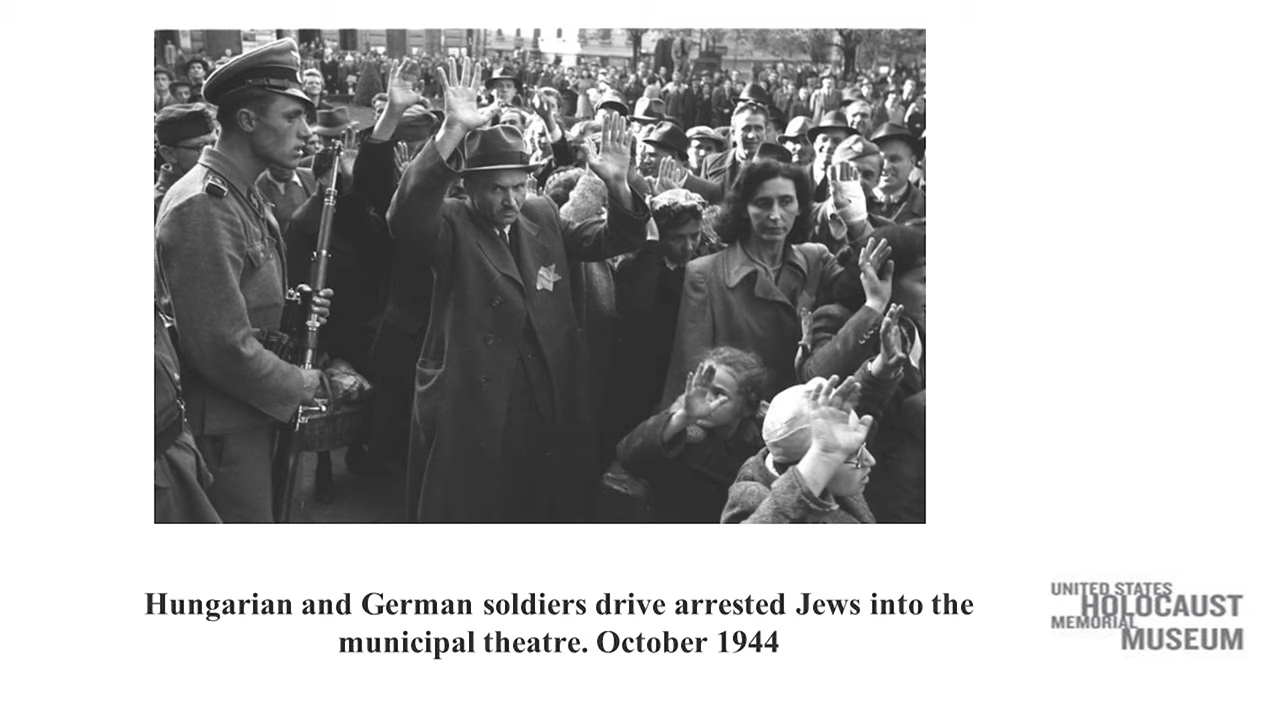 Hungarian and German soldiers drive arrested Jews into the
municipal theatre. October 1944
UNITED STATES
HOLOCAUST
MEMORIAL
MUSEUM